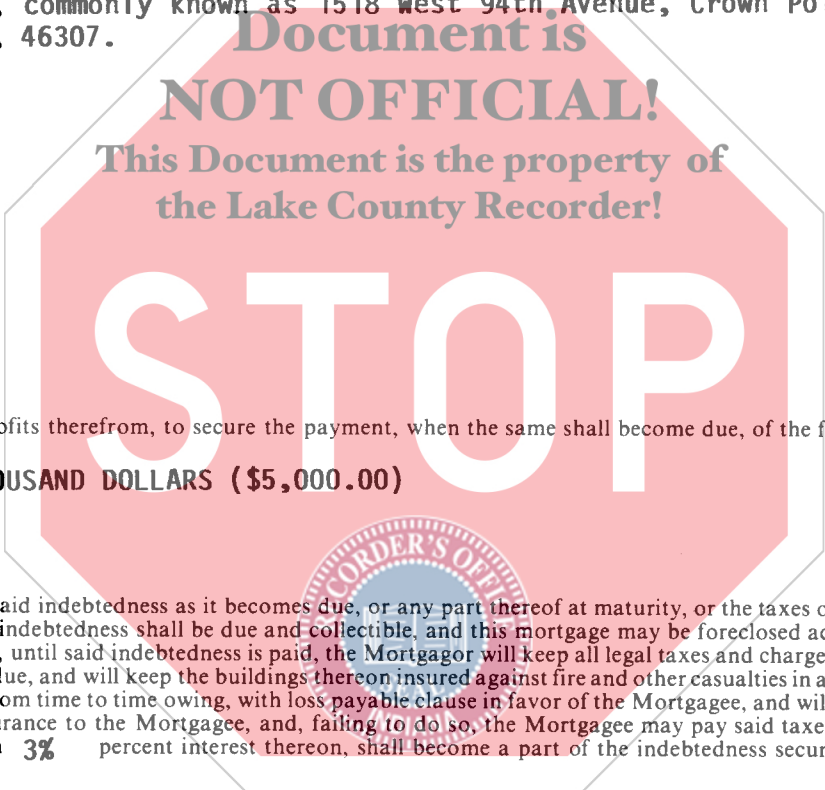 commonly known as 1518 West 94th Avenue, Crown Po
46307.
Document is
NOT OFFICIAL!
This Document is the property of
the Lake County Recorder!
STOP
ofits therefrom, to secure the payment, when the same shall become due, of the f
OUSAND DOLLARS ($5,000.00)
RECORDER'S OFFICE
aid indebtedness as it becomes due, or any part thereof at maturity, or the taxes o
indebtedness shall be due and collectible, and this mortgage may be foreclosed ac
, until said indebtedness is paid, the Mortgagor will keep all legal taxes and charge
lue, and will keep the buildings thereon insured against fire and other casualties in a
om time to time owing, with loss payable clause in favor of the Mortgagee, and wil
SEAL
rance to the Mortgagee, and, failing to do so, the Mortgagee may pay said taxe
3% percent interest thereon, shall become a part of the indebtedness secur